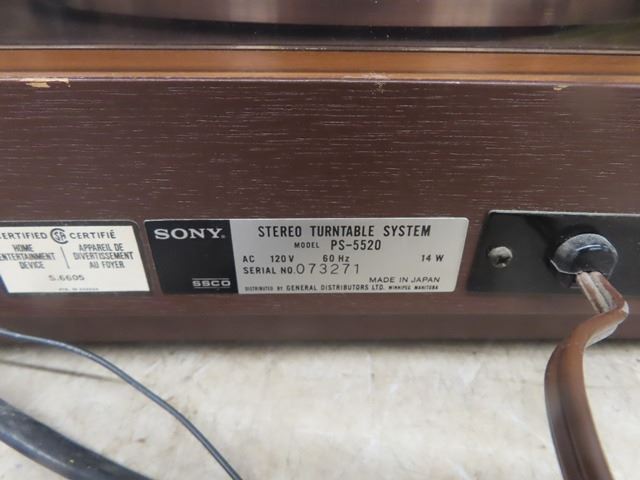 CERTIFIED CERTIFIÉ
HOME ENTERTAINMENT DEVICE
APPAREIL DE DIVERTISSEMENT AU FOYER
S.6605
SONY®
SSCO
STEREO TURNTABLE SYSTEM
MODEL PS-5520
AC 120V 60Hz 14W
SERIAL NO. 073271
MADE IN JAPAN
DISTRIBUTED BY GENERAL DISTRIBUTORS LTD. WINNIPEG MANITOBA